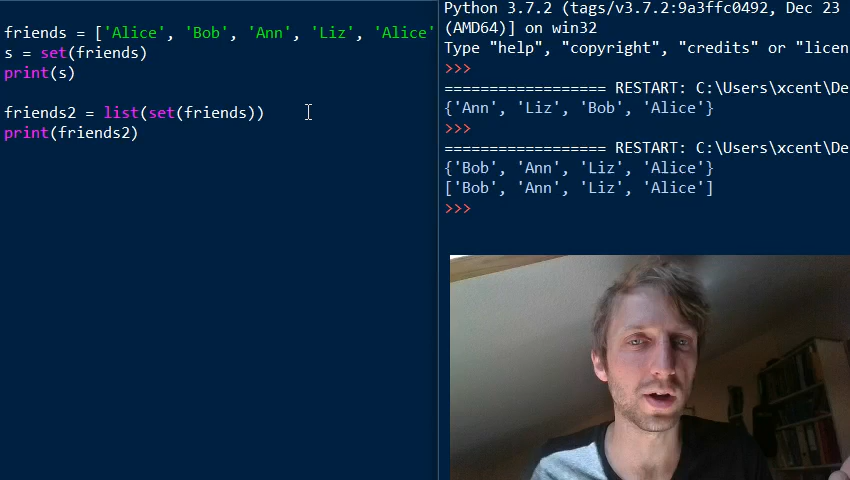 friends = ['Alice', 'Bob', 'Ann', 'Liz', 'Alice'
s = set(friends)
print(s)
friends2 = list(set(friends))
print(friends2)
Python 3.7.2 (tags/v3.7.2:9a3ffc0492, Dec 23
(AMD64)] on win32
Type "help", "copyright", "credits" or "licen
>>>
================== RESTART: C:\Users\xcent\De
{'Ann', 'Liz', 'Bob', 'Alice'}
>>>
================== RESTART: C:\Users\xcent\De
{'Bob', 'Ann', 'Liz', 'Alice'}
['Bob', 'Ann', 'Liz', 'Alice']
>>>